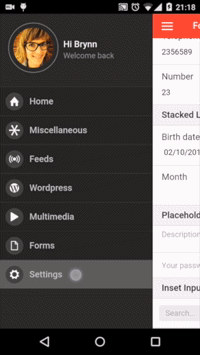 21:18
Hi Brynn
Welcome back
Home
Miscellaneous
Feeds
Wordpress
Multimedia
Forms
Settings
2356589
Number
23
Stacked L
Birth date
02/10/201
Month
Placehold
Description
Your passw
Inset Inpu
Search...